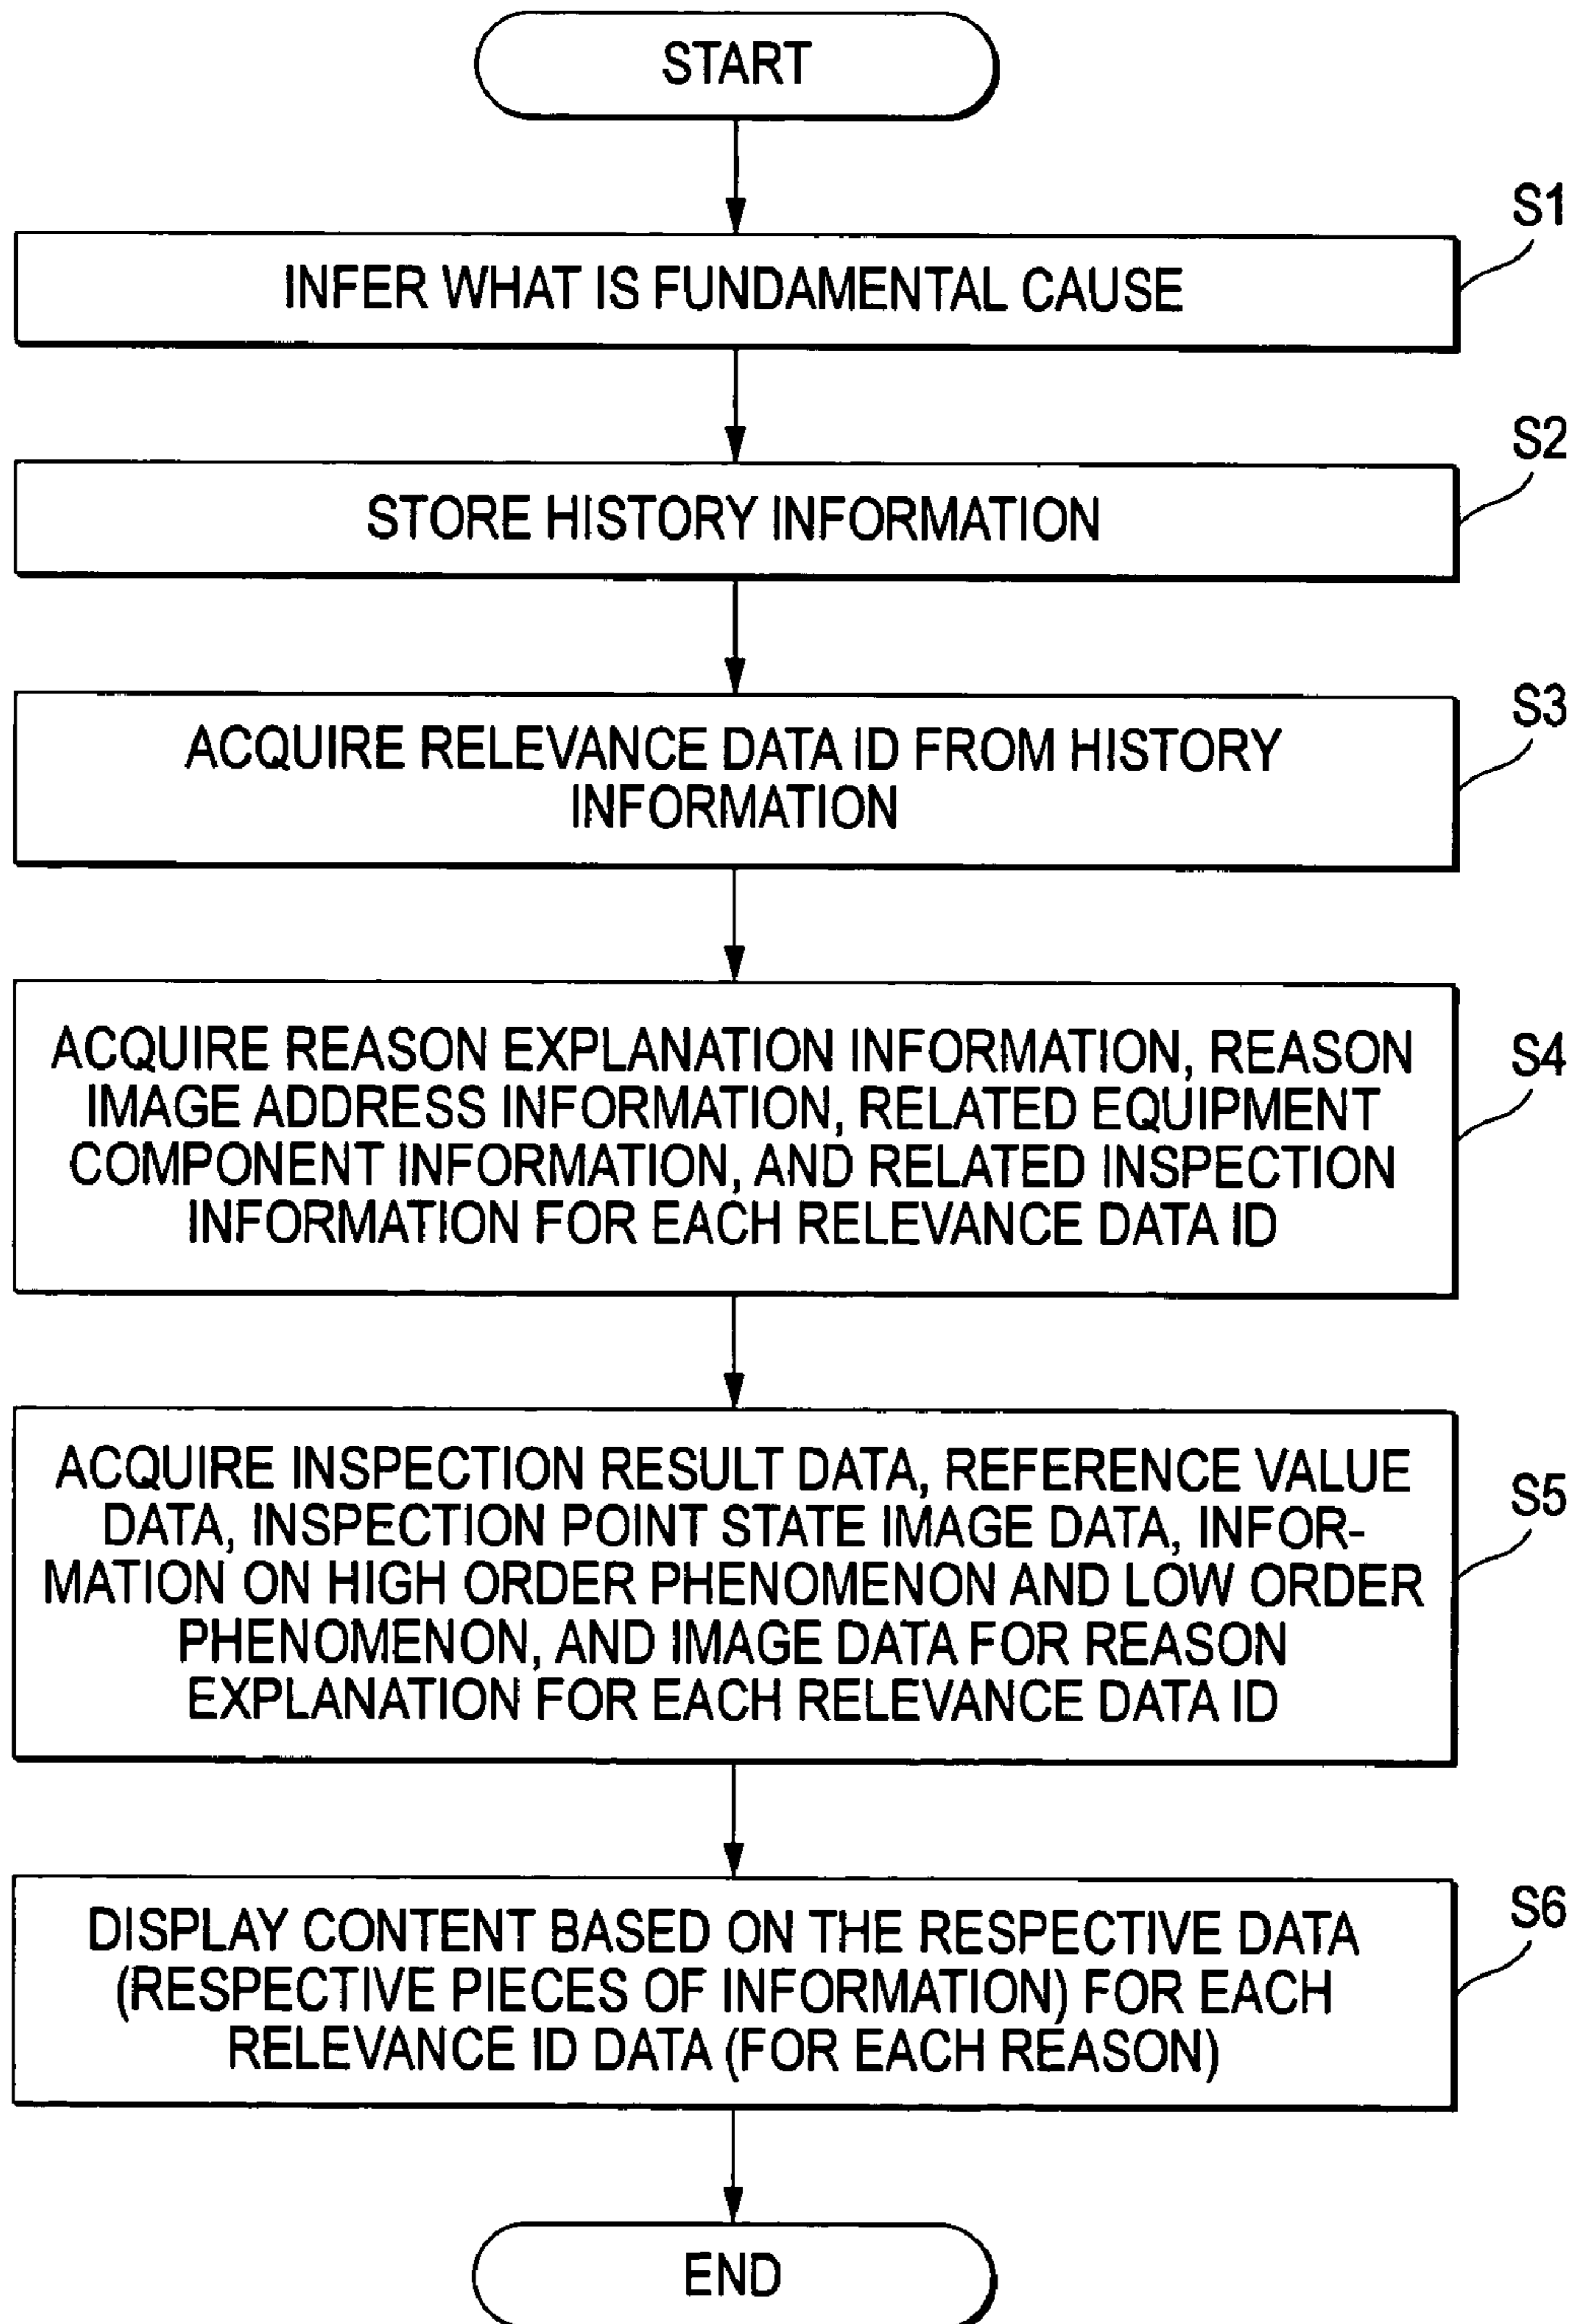 START
S1
INFER WHAT IS FUNDAMENTAL CAUSE
S2
STORE HISTORY INFORMATION
S3
ACQUIRE RELEVANCE DATA ID FROM HISTORY
INFORMATION
S4
ACQUIRE REASON EXPLANATION INFORMATION, REASON
IMAGE ADDRESS INFORMATION, RELATED EQUIPMENT
COMPONENT INFORMATION, AND RELATED INSPECTION
INFORMATION FOR EACH RELEVANCE DATA ID
S5
ACQUIRE INSPECTION RESULT DATA, REFERENCE VALUE
DATA, INSPECTION POINT STATE IMAGE DATA, INFOR-
MATION ON HIGH ORDER PHENOMENON AND LOW ORDER
PHENOMENON, AND IMAGE DATA FOR REASON
EXPLANATION FOR EACH RELEVANCE DATA ID
S6
DISPLAY CONTENT BASED ON THE RESPECTIVE DATA
(RESPECTIVE PIECES OF INFORMATION) FOR EACH
RELEVANCE ID DATA (FOR EACH REASON)
END